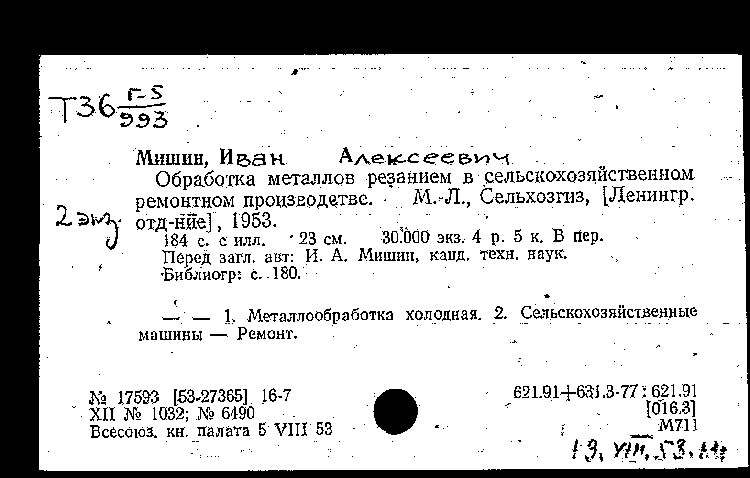 Т36 Г-5/993
Мишин, Иван Алексеевич
Обработка металлов резанием в сельскохозяйственном
ремонтном производстве. М.-Л., Сельхозгиз, [Ленингр.
2 экз. отд-ние], 1953.
184 с. с илл. 23 см. 30.000 экз. 4 р. 5 к. В пер.
Перед загл. авт: И. А. Мишин, канд. техн. наук.
Библиогр: с. 180.
— — 1. Металлообработка холодная. 2. Сельскохозяйственные
машины — Ремонт.
№ 17593 [53-27365] 16-7 621.91+631.3-77 : 621.91
XII № 1032; № 6490 [016.3]
Всесоюз. кн. палата 5 VIII 53 М711
13. VIII. 53.